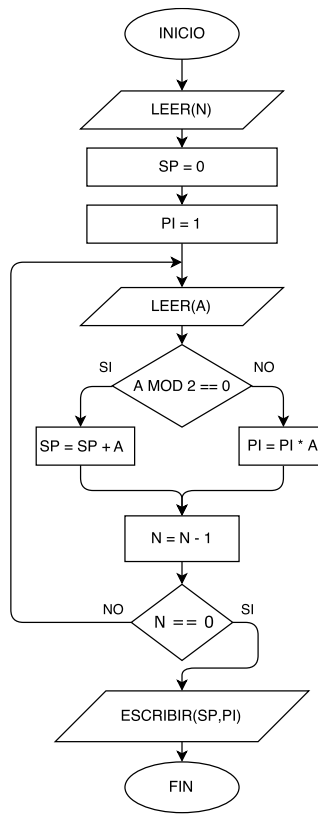 INICIO
LEER(N)
SP = 0
PI = 1
LEER(A)
SI
NO
A MOD 2 == 0
SP = SP + A
PI = PI * A
N = N - 1
NO
SI
N == 0
ESCRIBIR(SP,PI)
FIN